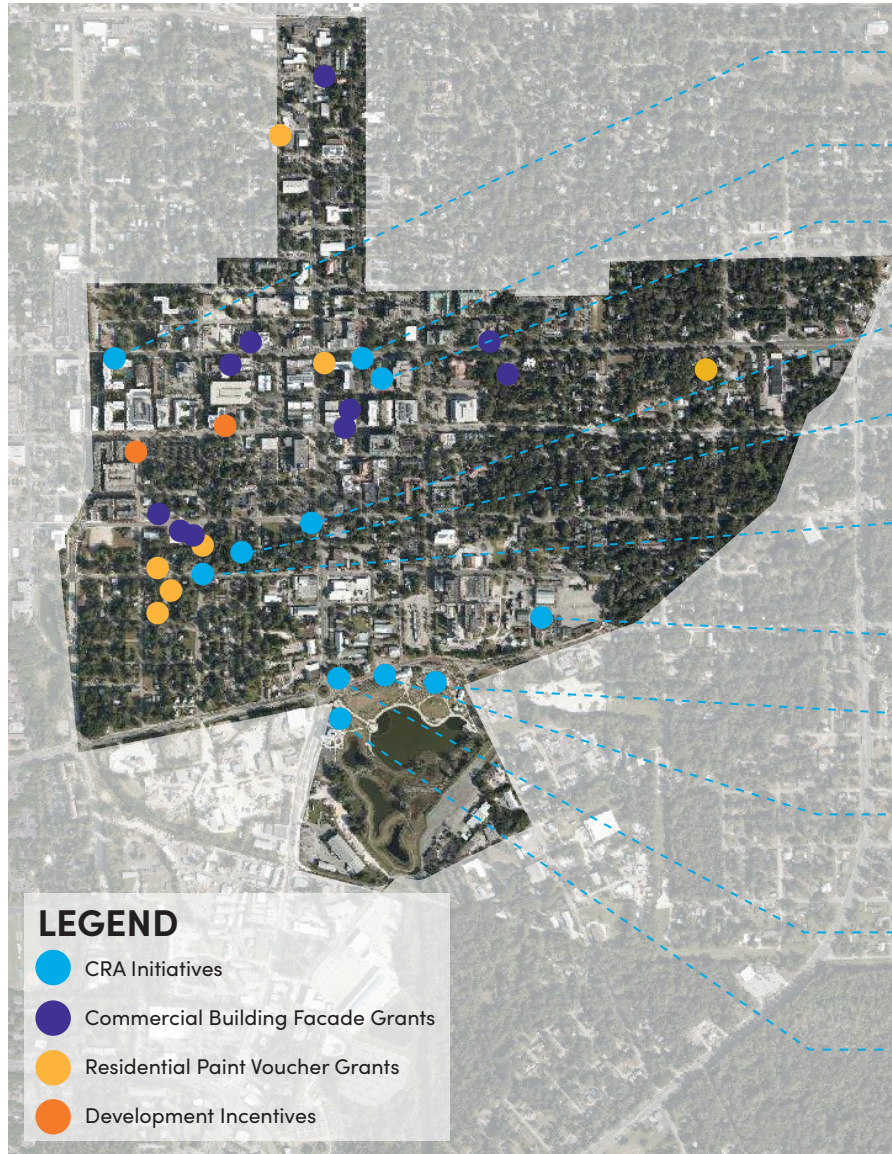 LEGEND
CRA Initiatives
Commercial Building Facade Grants
Residential Paint Voucher Grants
Development Incentives